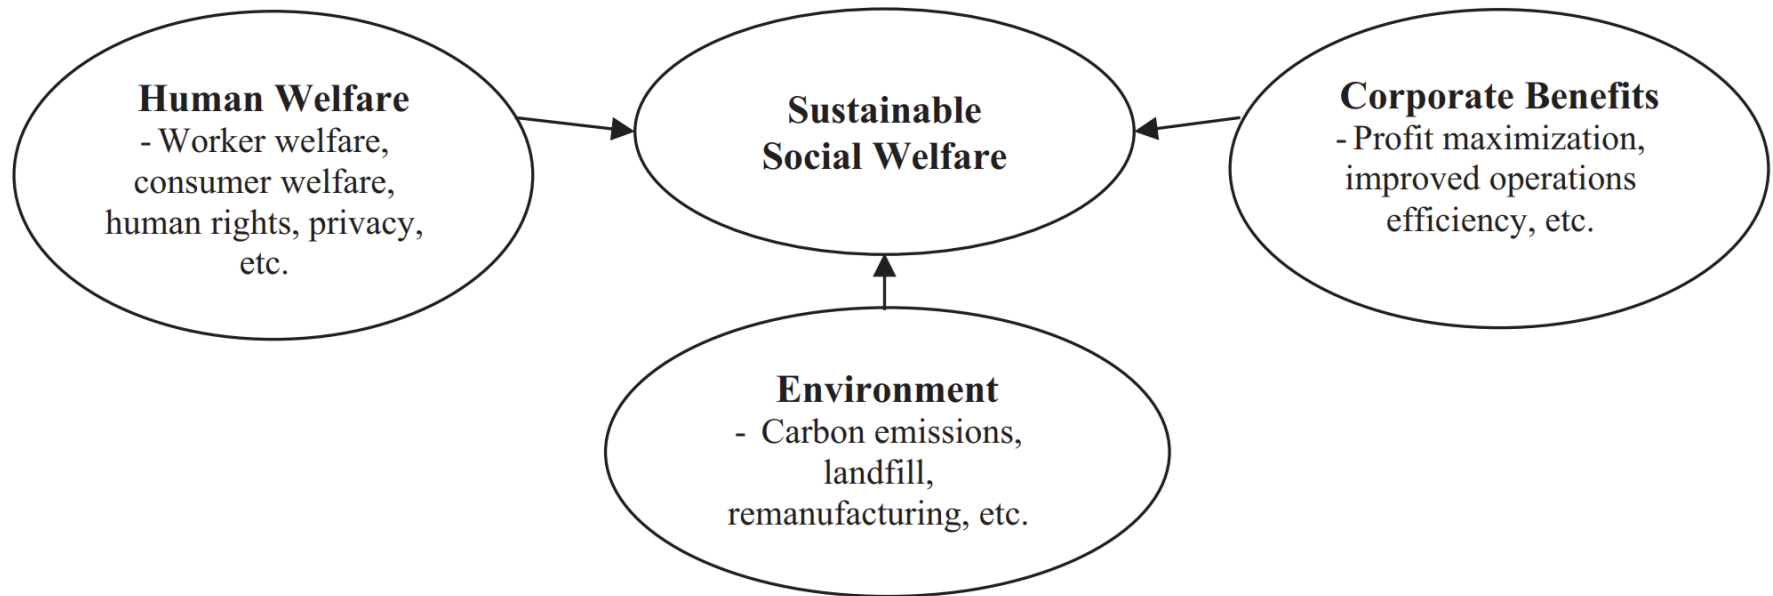 Human Welfare
- Worker welfare,
consumer welfare,
human rights, privacy,
etc.
Sustainable
Social Welfare
Corporate Benefits
- Profit maximization,
improved operations
efficiency, etc.
Environment
- Carbon emissions,
landfill,
remanufacturing, etc.